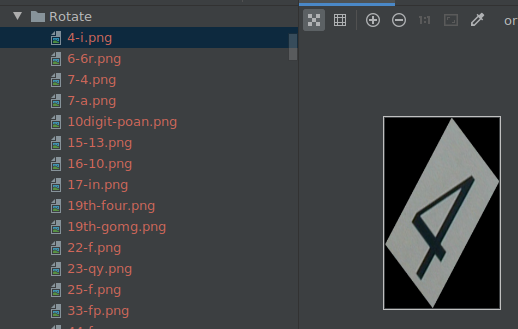 Rotate
1:1
or
4-i.png
6-6r.png
7-4.png
7-a.png
10digit-poan.png
15-13.png
16-10.png
17-in.png
19th-four.png
19th-gomg.png
22-f.png
23-qy.png
25-f.png
33-fp.png
4